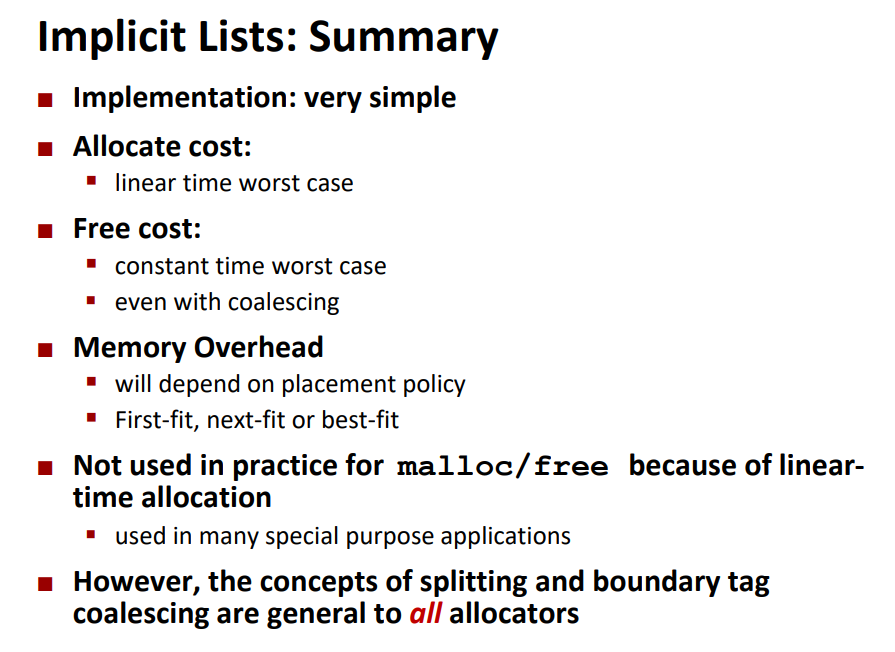 Implicit Lists: Summary
Implementation: very simple
Allocate cost:
linear time worst case
Free cost:
constant time worst case
even with coalescing
Memory Overhead
will depend on placement policy
First-fit, next-fit or best-fit
Not used in practice for malloc/free because of linear-
time allocation
used in many special purpose applications
However, the concepts of splitting and boundary tag
coalescing are general to all allocators